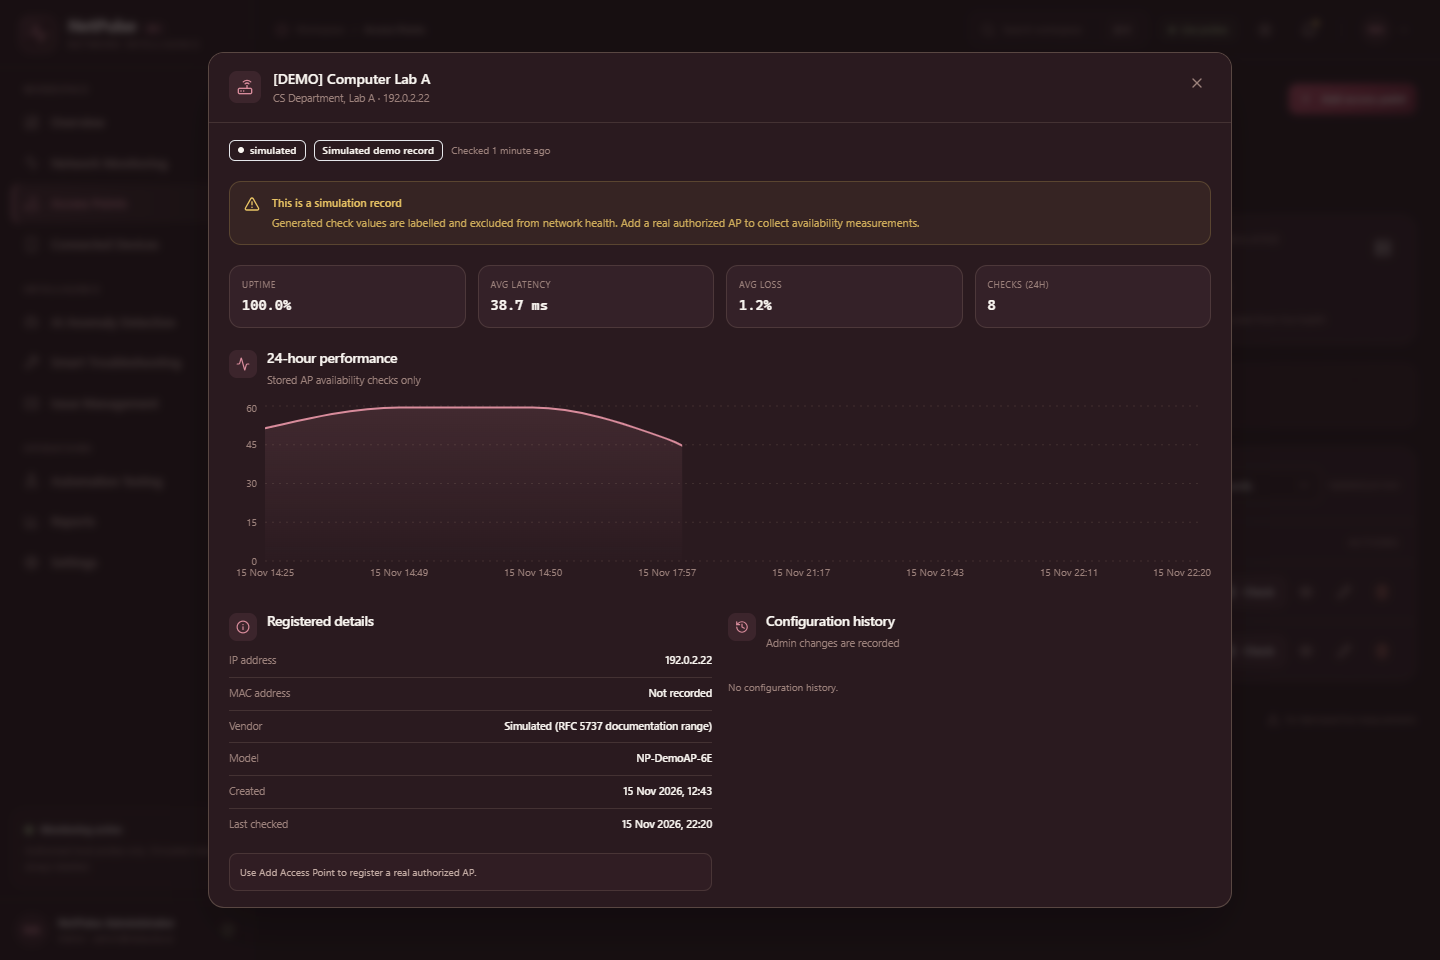 [DEMO] Computer Lab A
CS Department, Lab A · 192.0.2.22
simulated
Simulated demo record
Checked 1 minute ago
This is a simulation record
Generated check values are labelled and excluded from network health. Add a real authorized AP to collect availability measurements.
UPTIME
100.0%
AVG LATENCY
38.7 ms
AVG LOSS
1.2%
CHECKS (24H)
8
24-hour performance
Stored AP availability checks only
60
45
30
15
0
15 Nov 14:25
15 Nov 14:49
15 Nov 14:50
15 Nov 17:57
15 Nov 21:17
15 Nov 21:43
15 Nov 22:11
15 Nov 22:20
Registered details
IP address
192.0.2.22
MAC address
Not recorded
Vendor
Simulated (RFC 5737 documentation range)
Model
NP-DemoAP-6E
Created
15 Nov 2026, 12:43
Last checked
15 Nov 2026, 22:20
Use Add Access Point to register a real authorized AP.
Configuration history
Admin changes are recorded
No configuration history.